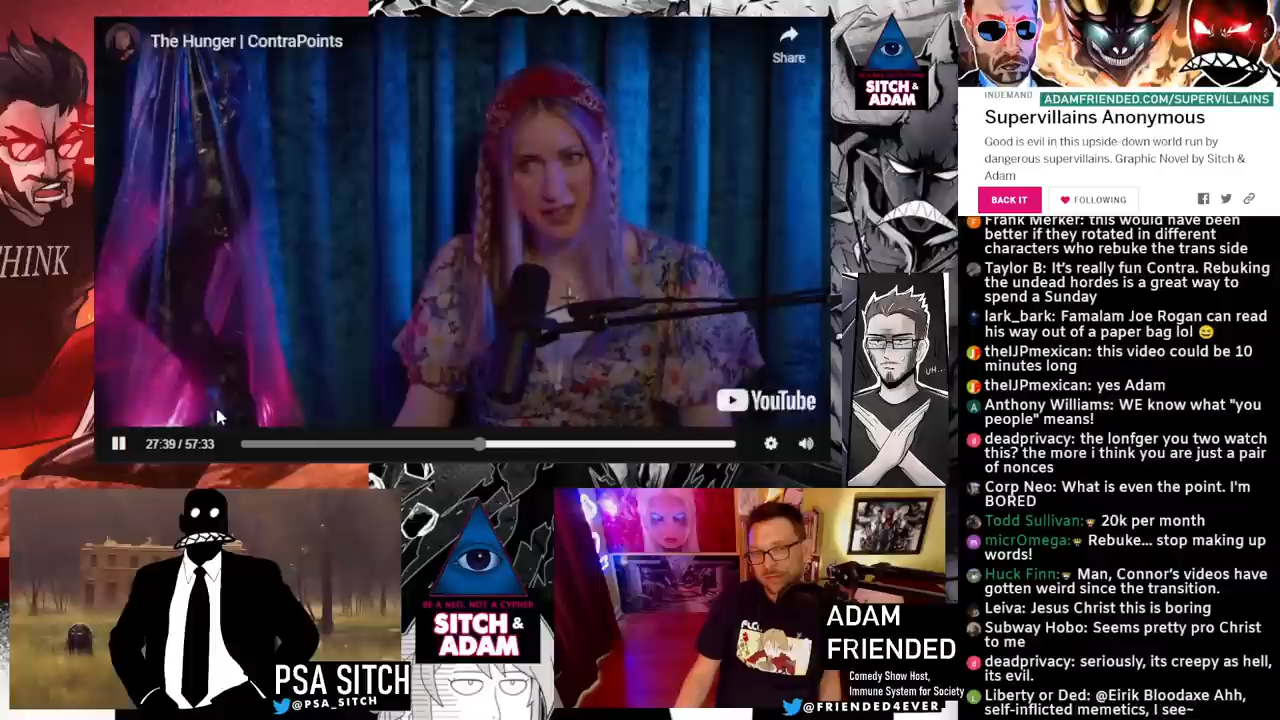 The Hunger | ContraPoints
Share
YouTube
27:39 / 57:33
THINK
SITCH &
ADAM
UH...
INDEMAND
ADAMFRIENDED.COM/SUPERVILLAINS
Supervillains Anonymous
Good is evil in this upside-down world run by
dangerous supervillains. Graphic Novel by Sitch &
Adam
BACK IT
FOLLOWING
Frank Merker: this would have been
better if they rotated in different
characters who rebuke the trans side
Taylor B: It's really fun Contra. Rebuking
the undead hordes is a great way to
spend a Sunday
lark_bark: Famalam Joe Rogan can read
his way out of a paper bag lol 😅
theIJPmexican: this video could be 10
minutes long
theIJPmexican: yes Adam
Anthony Williams: WE know what "you
people" means!
deadprivacy: the lonfger you two watch
this? the more i think you are just a pair
of nonces
Corp Neo: What is even the point. I'm
BORED
Todd Sullivan: 20k per month
micrOmega: Rebuke... stop making up
words!
Huck Finn: Man, Connor's videos have
gotten weird since the transition.
Leiva: Jesus Christ this is boring
Subway Hobo: Seems pretty pro Christ
to me
deadprivacy: seriously, its creepy as hell,
its evil.
Liberty or Ded: @Eirik Bloodaxe Ahh,
self-inflicted memetics, I see~
PSA SITCH
@PSA_SITCH
BE A NEO, NOT A CYPHER
SITCH &
ADAM
ADAM
FRIENDED
Comedy Show Host,
Immune System for Society
@FRIENDED4EVER